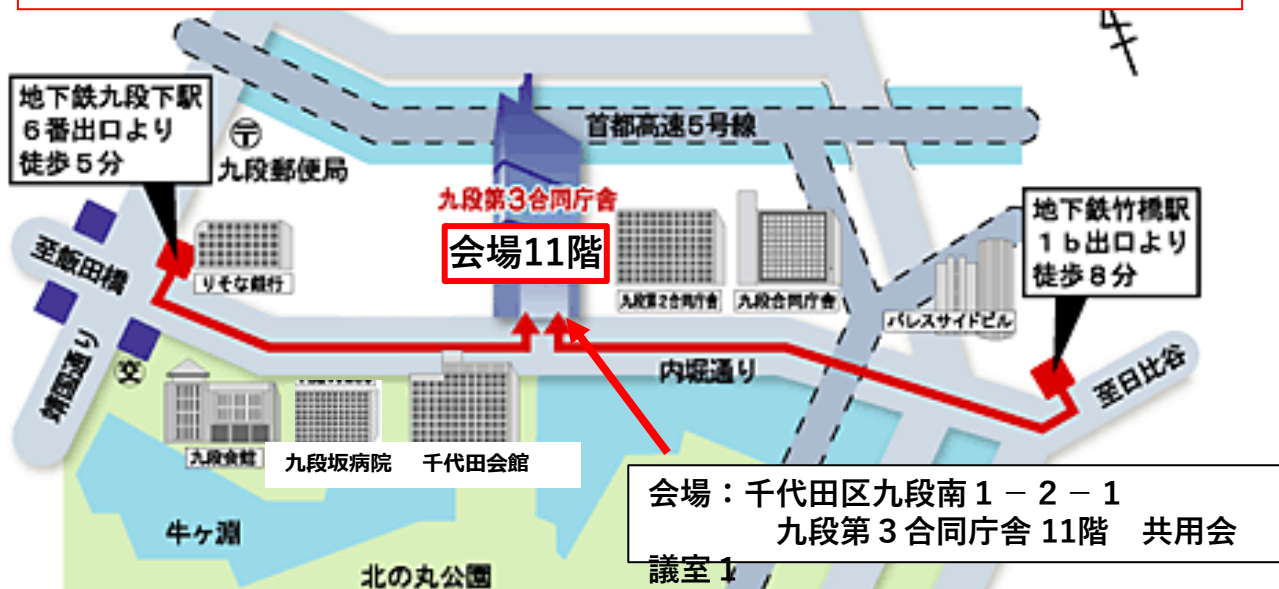 地下鉄九段下駅
6番出口より
徒歩5分
〒
九段郵便局
首都高速5号線
九段第3合同庁舎
会場11階
地下鉄竹橋駅
1b出口より
徒歩8分
至飯田橋
りそな銀行
九段第2合同庁舎
九段合同庁舎
パレスサイドビル
靖国通り
交
内堀通り
至日比谷
九段会館
九段坂病院
千代田会館
牛ヶ淵
北の丸公園
会場：千代田区九段南１－２－１
九段第３合同庁舎 11階　共用会
議室１